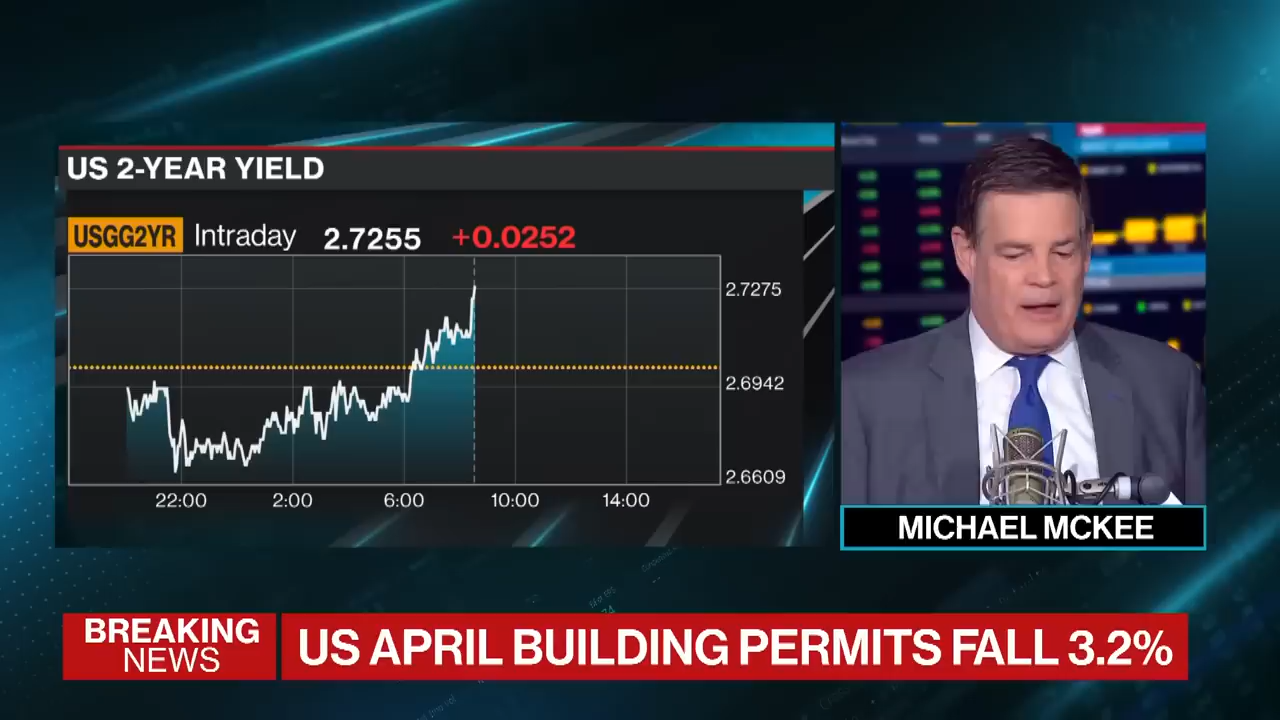 US 2-YEAR YIELD
USGG2YR Intraday 2.7255 +0.0252
2.7275
2.6942
2.6609
22:00 2:00 6:00 10:00 14:00
MICHAEL MCKEE
BREAKING
NEWS
US APRIL BUILDING PERMITS FALL 3.2%